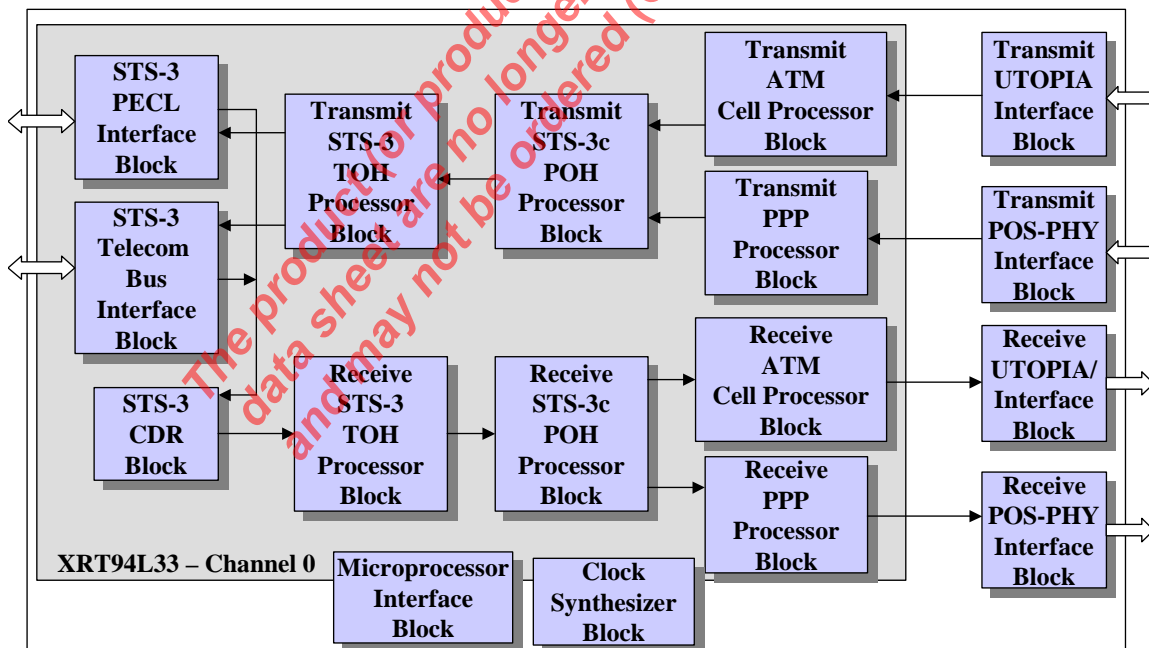 STS-3
PECL
Interface
Block
STS-3
Telecom
Bus
Interface
Block
STS-3
CDR
Block
Transmit
STS-3
TOH
Processor
Block
Transmit
STS-3c
POH
Processor
Block
Transmit
ATM
Cell Processor
Block
Transmit
PPP
Processor
Block
Transmit
UTOPIA
Interface
Block
Transmit
POS-PHY
Interface
Block
Receive
STS-3
TOH
Processor
Block
Receive
STS-3c
POH
Processor
Block
Receive
ATM
Cell Processor
Block
Receive
PPP
Processor
Block
Receive
UTOPIA/
Interface
Block
Receive
POS-PHY
Interface
Block
XRT94L33 – Channel 0
Microprocessor
Interface
Block
Clock
Synthesizer
Block
The product (or produc
data sheet are no longer
and may not be ordered (